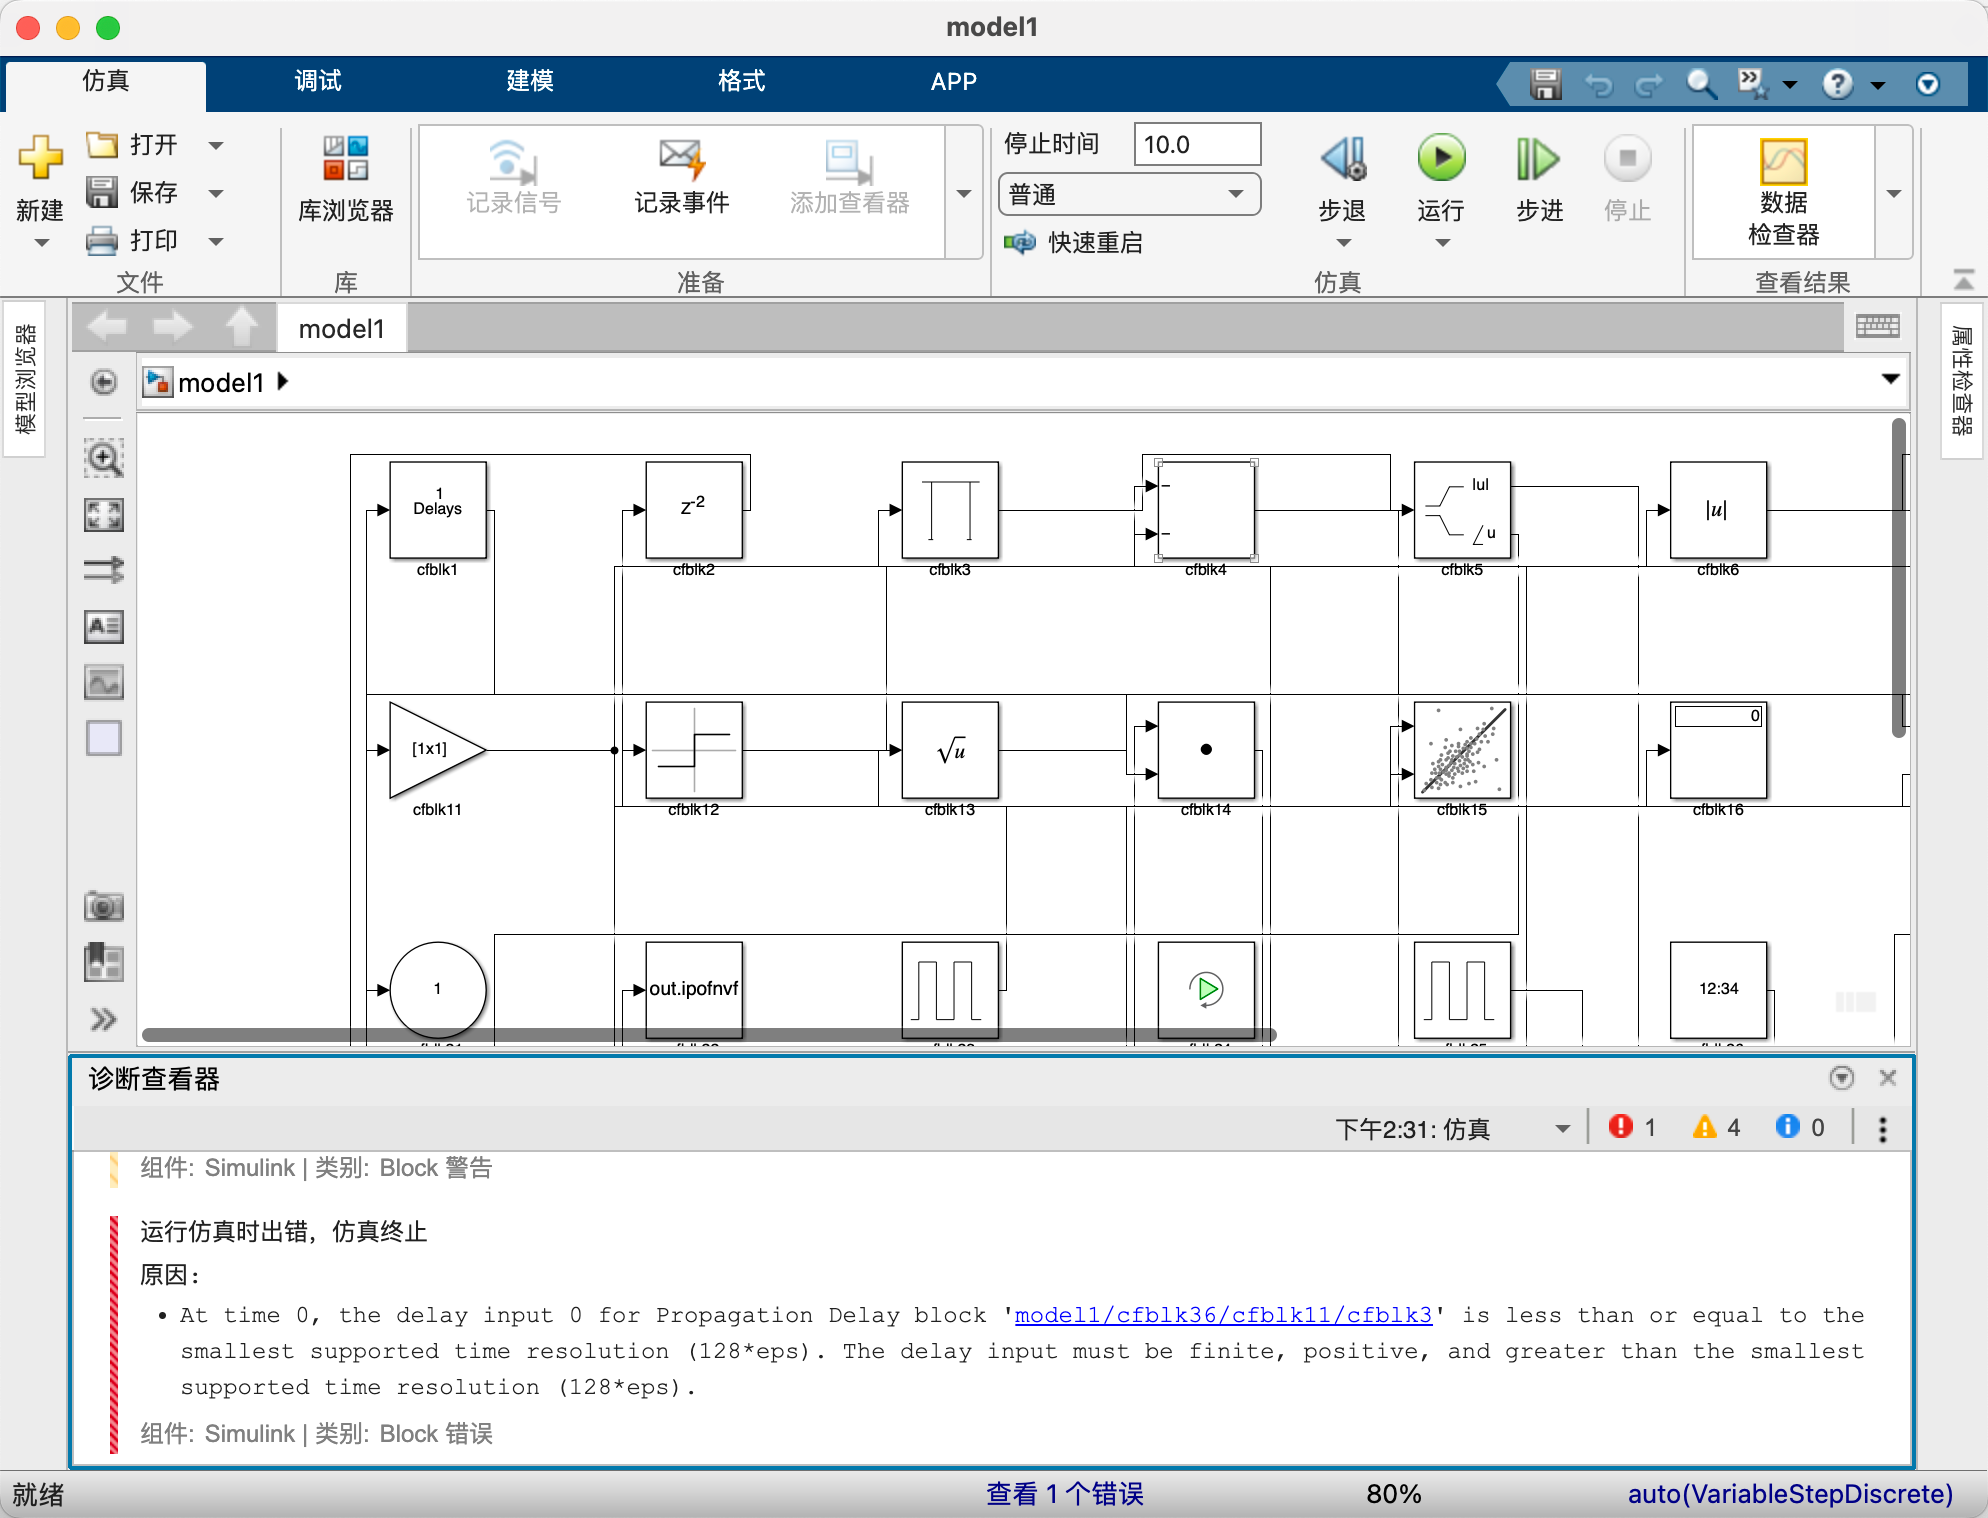 model1
仿真 调试 建模 格式 APP
新建 打开 保存 打印 文件
库浏览器 库
记录信号 记录事件 添加查看器 准备
停止时间 10.0
普通
快速重启
步退 运行 步进 停止
仿真
数据
检查器
查看结果
模型浏览器
属性检查器
model1
model1
1
Delays
cfblk1
Z-2
cfblk2
cfblk3
cfblk4
|u|
∠u
cfblk5
|u|
cfblk6
[1x1]
cfblk11
cfblk12
√u
cfblk13
cfblk14
cfblk15
0
cfblk16
1
out.ipofnvf
12:34
诊断查看器
下午2:31: 仿真 1 4 0
组件: Simulink | 类别: Block 警告
运行仿真时出错，仿真终止
原因:
• At time 0, the delay input 0 for Propagation Delay block 'model1/cfblk36/cfblk11/cfblk3' is less than or equal to the
smallest supported time resolution (128*eps). The delay input must be finite, positive, and greater than the smallest
supported time resolution (128*eps).
组件: Simulink | 类别: Block 错误
就绪 查看 1 个错误 80% auto(VariableStepDiscrete)